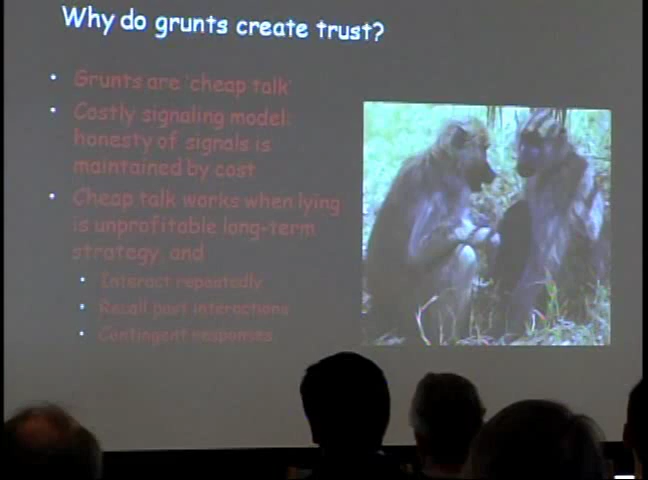 Why do grunts create trust?
• Grunts are 'cheap talk'
• Costly signaling model:
honesty of signals is
maintained by cost
• Cheap talk works when lying
is unprofitable long-term
strategy, and
• Interact repeatedly
• Recall past interactions
• Contingent responses